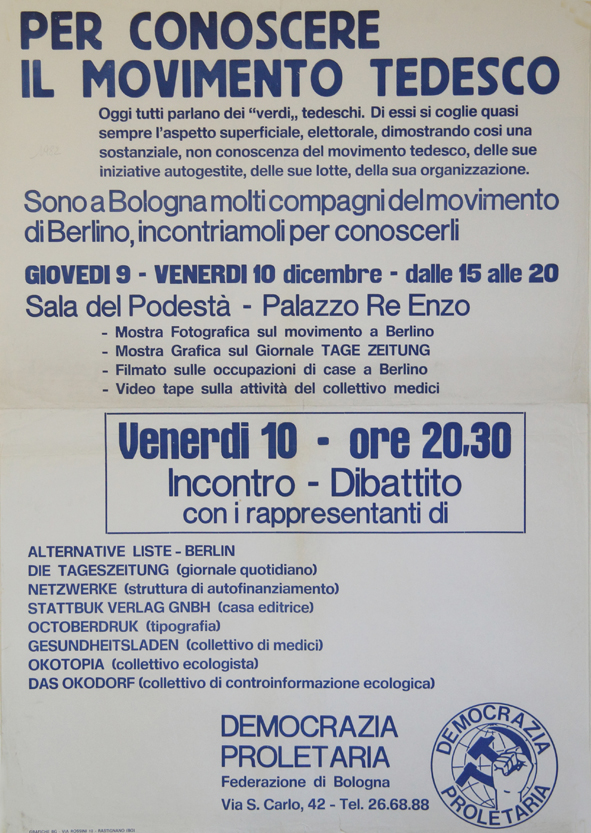 PER CONOSCERE
IL MOVIMENTO TEDESCO
Oggi tutti parlano dei “verdi„ tedeschi. Di essi si coglie quasi
sempre l’aspetto superficiale, elettorale, dimostrando cosi una
sostanziale, non conoscenza del movimento tedesco, delle sue
iniziative autogestite, delle sue lotte, della sua organizzazione.
Sono a Bologna molti compagni del movimento
di Berlino, incontriamoli per conoscerli
GIOVEDI 9 - VENERDI 10 dicembre - dalle 15 alle 20
Sala del Podestà - Palazzo Re Enzo
- Mostra Fotografica sul movimento a Berlino
- Mostra Grafica sul Giornale TAGE ZEITUNG
- Filmato sulle occupazioni di case a Berlino
- Video tape sulla attività del collettivo medici
Venerdi 10 - ore 20,30
Incontro - Dibattito
con i rappresentanti di
ALTERNATIVE LISTE - BERLIN
DIE TAGESZEITUNG (giornale quotidiano)
NETZWERKE (struttura di autofinanziamento)
STATTBUK VERLAG GNBH (casa editrice)
OCTOBERDRUK (tipografia)
GESUNDHEITSLADEN (collettivo di medici)
OKOTOPIA (collettivo ecologista)
DAS OKODORF (collettivo di controinformazione ecologica)
DEMOCRAZIA
PROLETARIA
Federazione di Bologna
Via S. Carlo, 42 - Tel. 26.68.88
DEMOCRAZIA
PROLETARIA